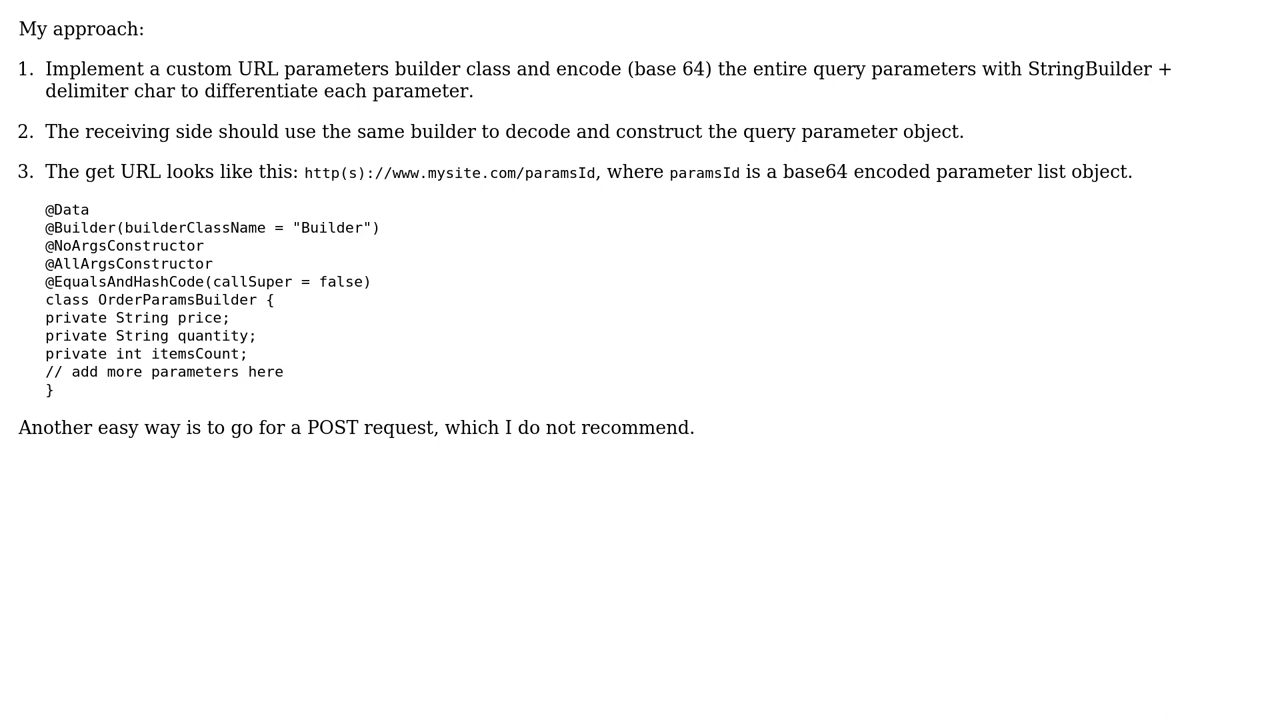 My approach:
1. Implement a custom URL parameters builder class and encode (base 64) the entire query parameters with StringBuilder +
delimiter char to differentiate each parameter.
2. The receiving side should use the same builder to decode and construct the query parameter object.
3. The get URL looks like this: http(s)://www.mysite.com/paramsId, where paramsId is a base64 encoded parameter list object.
@Data
@Builder(builderClassName = "Builder")
@NoArgsConstructor
@AllArgsConstructor
@EqualsAndHashCode(callSuper = false)
class OrderParamsBuilder {
private String price;
private String quantity;
private int itemsCount;
// add more parameters here
}
Another easy way is to go for a POST request, which I do not recommend.